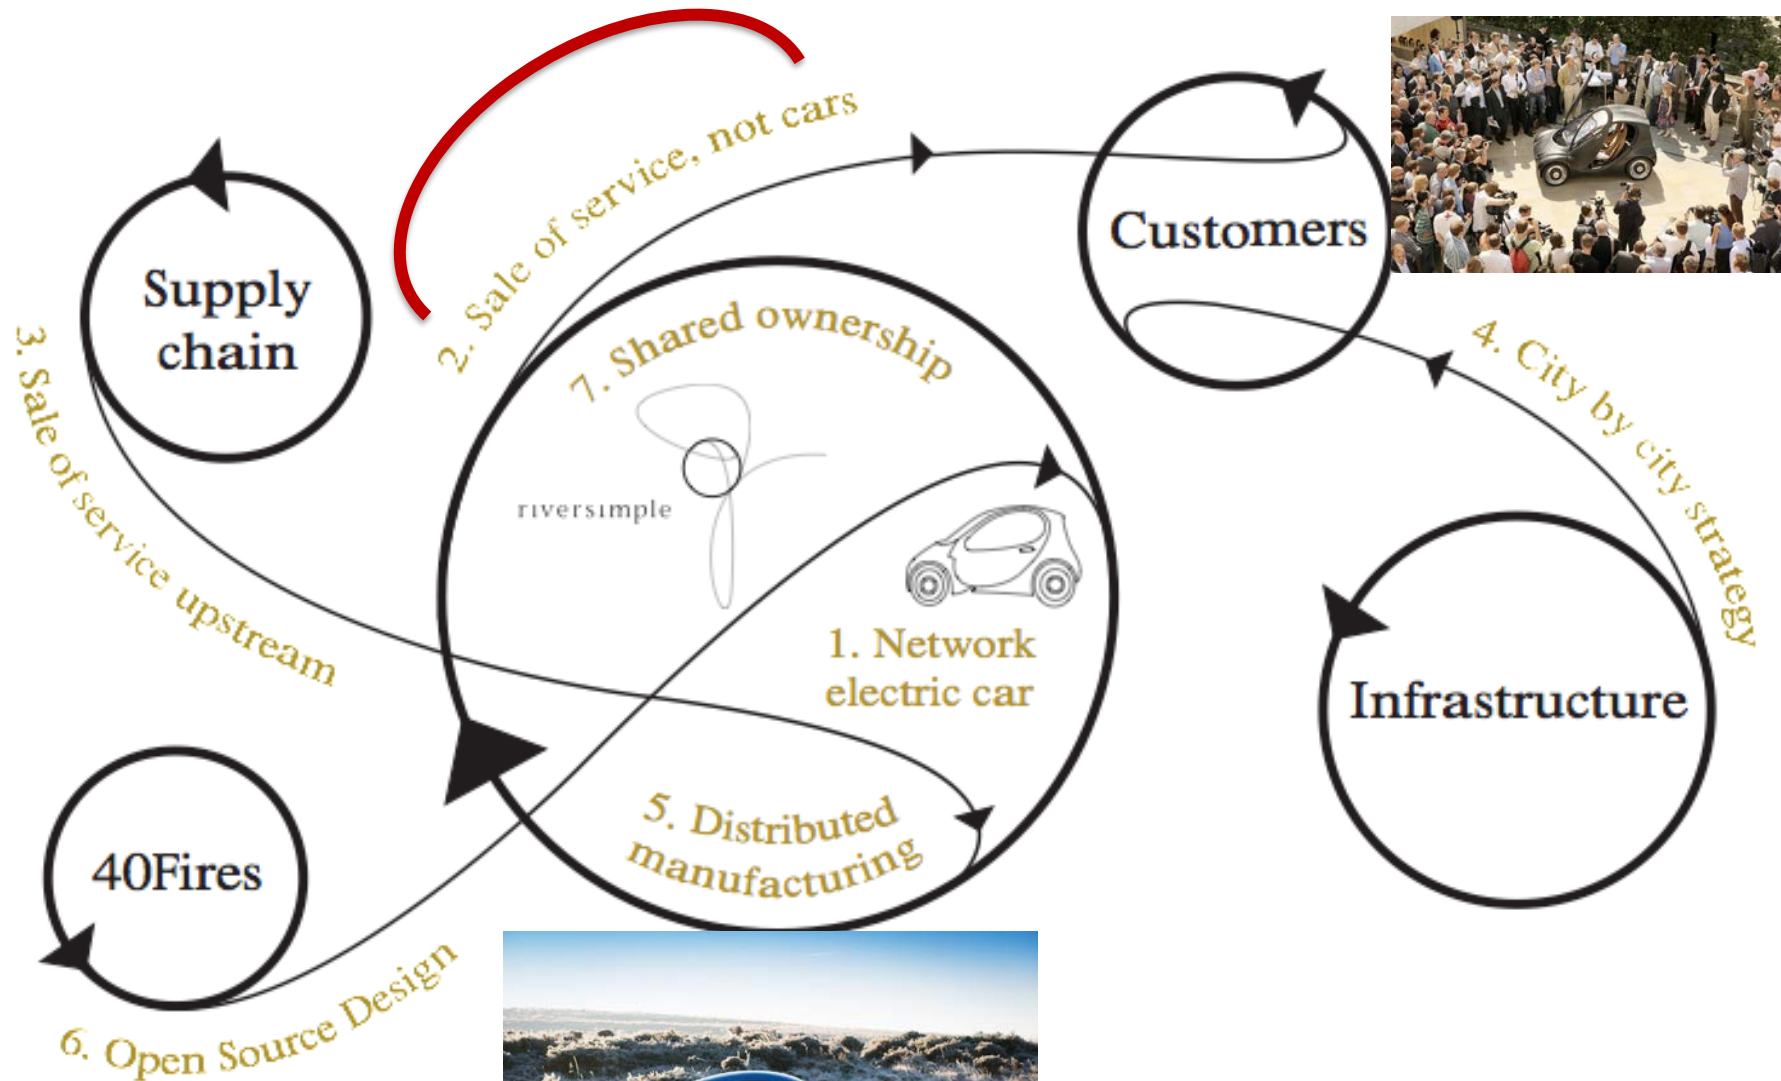 2. Sale of service, not cars
Supply
chain
Customers
7. Shared ownership
3. Sale of service upstream
4. City by city strategy
riversimple
1. Network
electric car
Infrastructure
5. Distributed
manufacturing
40Fires
6. Open Source Design